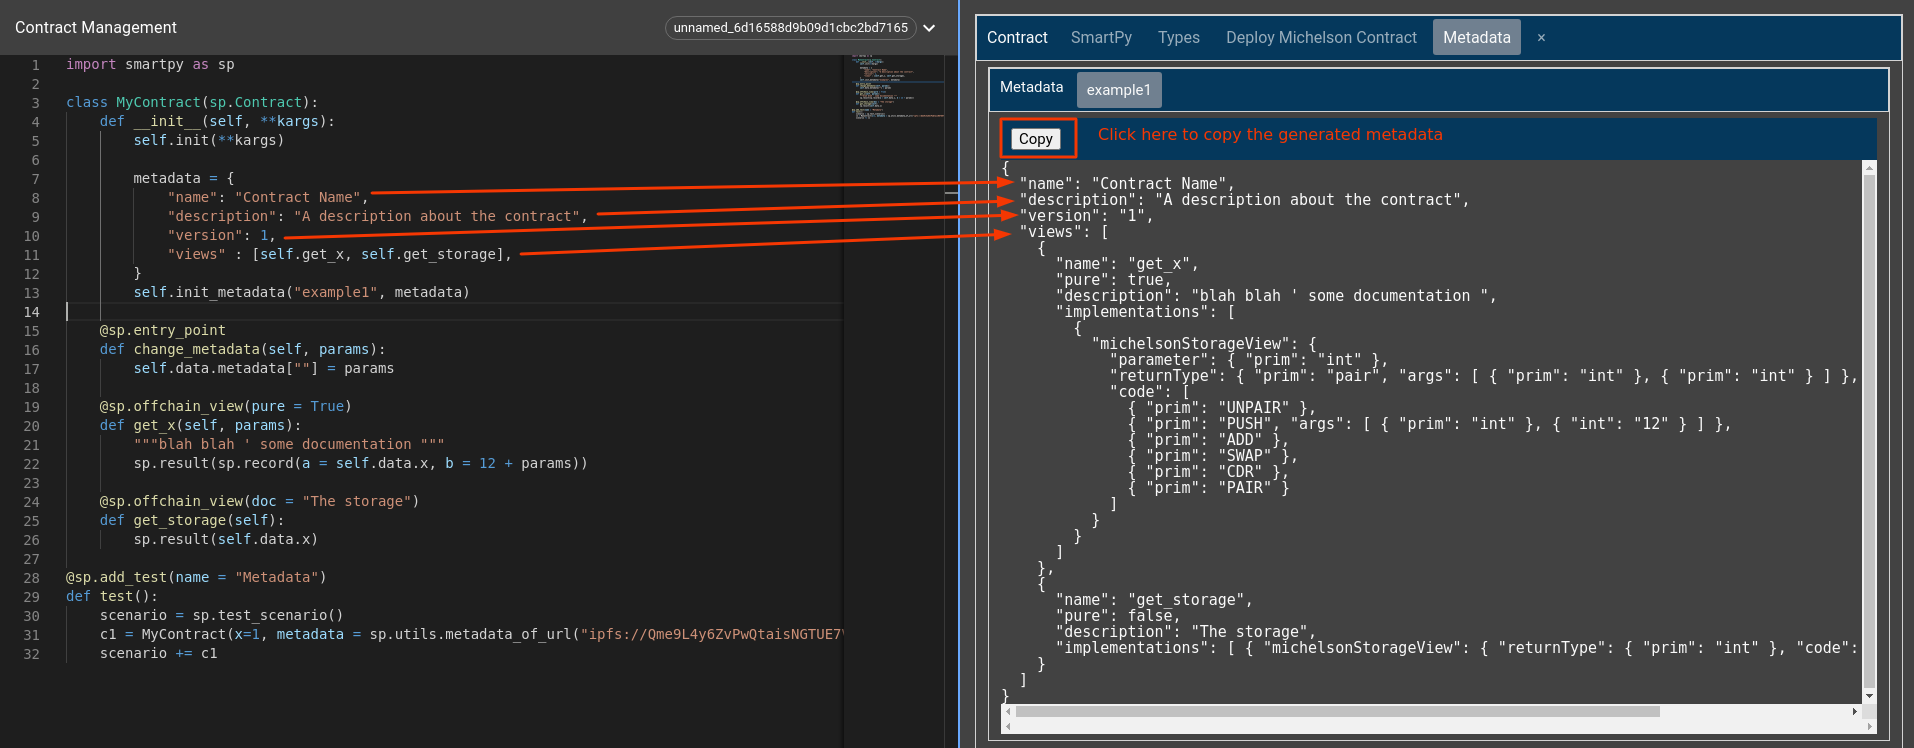 Contract Management
unnamed_6d16588d9b09d1cbc2bd7165
1 import smartpy as sp
2
3 class MyContract(sp.Contract):
4     def __init__(self, **kargs):
5         self.init(**kargs)
6
7         metadata = {
8             "name": "Contract Name",
9             "description": "A description about the contract",
10             "version": 1,
11             "views" : [self.get_x, self.get_storage],
12         }
13         self.init_metadata("example1", metadata)
14
15     @sp.entry_point
16     def change_metadata(self, params):
17         self.data.metadata[""] = params
18
19     @sp.offchain_view(pure = True)
20     def get_x(self, params):
21         """blah blah ' some documentation """
22         sp.result(sp.record(a = self.data.x, b = 12 + params))
23
24     @sp.offchain_view(doc = "The storage")
25     def get_storage(self):
26         sp.result(self.data.x)
27
28 @sp.add_test(name = "Metadata")
29 def test():
30     scenario = sp.test_scenario()
31     c1 = MyContract(x=1, metadata = sp.utils.metadata_of_url("ipfs://Qme9L4y6ZvPwQtaisNGTUE7
32     scenario += c1
Contract SmartPy Types Deploy Michelson Contract Metadata ×
Metadata example1
Copy Click here to copy the generated metadata
{
  "name": "Contract Name",
  "description": "A description about the contract",
  "version": "1",
  "views": [
    {
      "name": "get_x",
      "pure": true,
      "description": "blah blah ' some documentation ",
      "implementations": [
        {
          "michelsonStorageView": {
            "parameter": { "prim": "int" },
            "returnType": { "prim": "pair", "args": [ { "prim": "int" }, { "prim": "int" } ] },
            "code": [
              { "prim": "UNPAIR" },
              { "prim": "PUSH", "args": [ { "prim": "int" }, { "int": "12" } ] },
              { "prim": "ADD" },
              { "prim": "SWAP" },
              { "prim": "CDR" },
              { "prim": "PAIR" }
            ]
          }
        }
      ]
    },
    {
      "name": "get_storage",
      "pure": false,
      "description": "The storage",
      "implementations": [ { "michelsonStorageView": { "returnType": { "prim": "int" }, "code":
    }
  ]
}